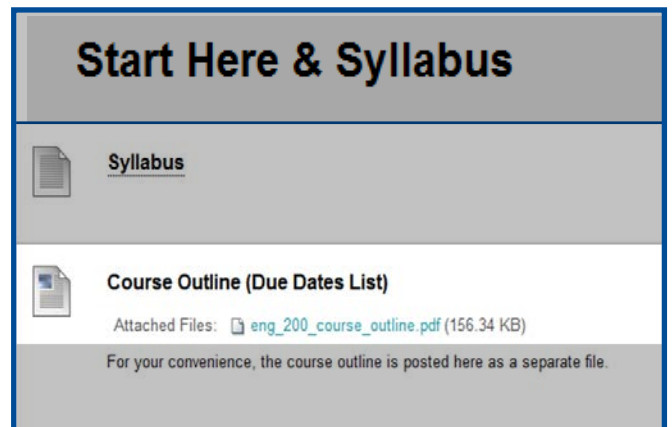 Start Here & Syllabus
Syllabus
Course Outline (Due Dates List)
Attached Files: eng_200_course_outline.pdf (156.34 KB)
For your convenience, the course outline is posted here as a separate file.